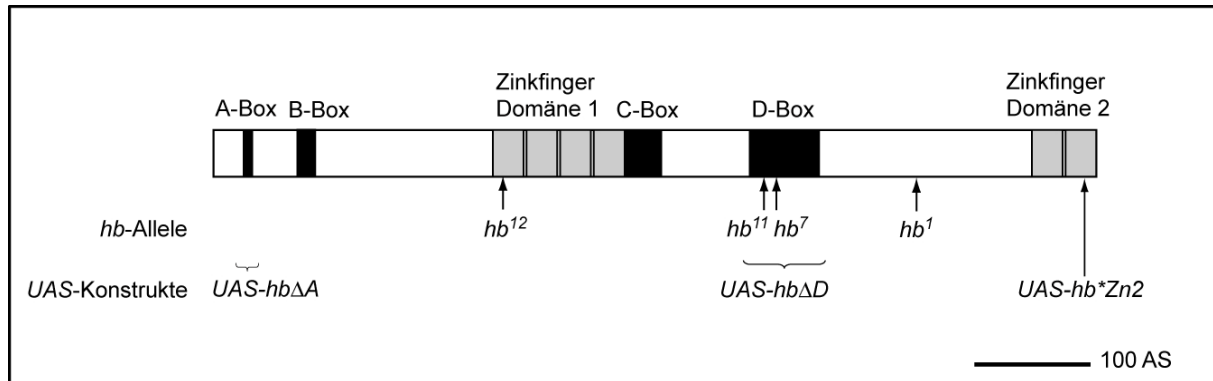 Zinkfinger
Domäne 1
Zinkfinger
Domäne 2
A-Box
B-Box
C-Box
D-Box
hb-Allele
hb12
hb11
hb7
hb1
UAS-Konstrukte
UAS-hbΔA
UAS-hbΔD
UAS-hb*Zn2
100 AS